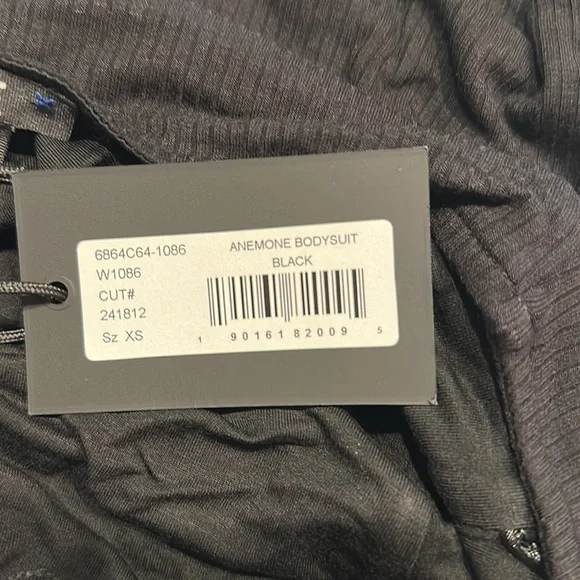 6864C64-1086
W1086
CUT#
241812
Sz XS
ANEMONE BODYSUIT
BLACK
1 90161 82009 5